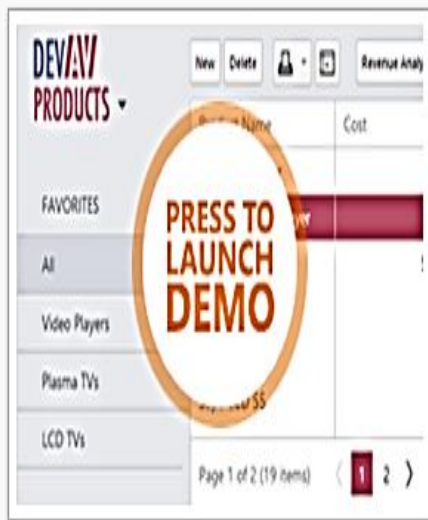 DEVAV
PRODUCTS
New Delete Revenue Analy
Name Cost
FAVORITES
All
Video Players
Plasma TVs
LCD TVs
PRESS TO
LAUNCH
DEMO
Page 1 of 2 (19 items) 1 2